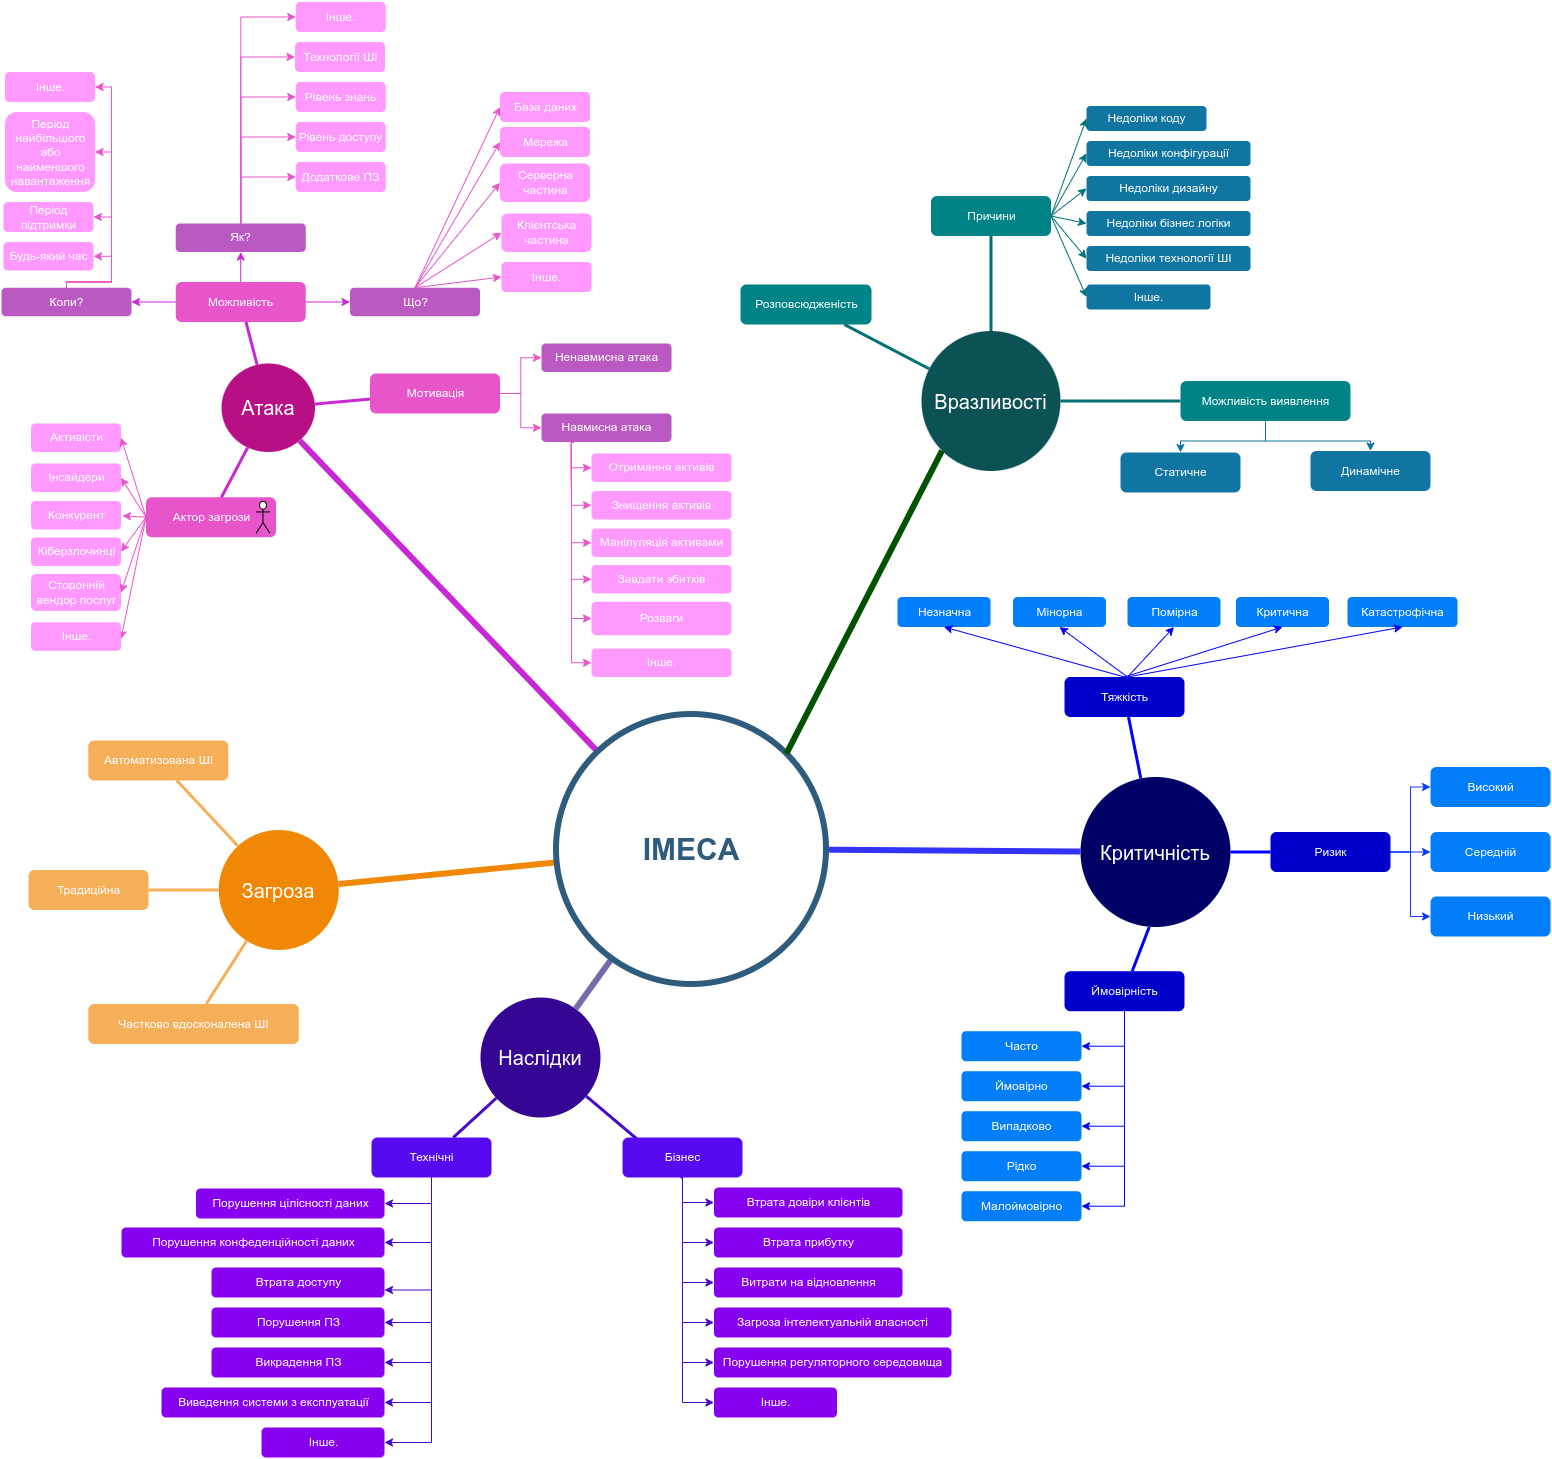 Інше.
Технології ШІ
Рівень знань
Рівень доступу
Додаткове ПЗ
Інше.
Період
найбільшого
або
найменшого
навантаження
Період
підтримки
Будь-який час
Як?
Коли?
Можливість
Що?
База даних
Мережа
Серверна
частина
Клієнтська
частина
Інше.
Атака
Мотивація
Ненавмисна атака
Навмисна атака
Отримання активів
Знищення активів
Маніпуляція активами
Завдати збитків
Розваги
Інше.
Активісти
Інсайдери
Конкурент
Кіберзлочинці
Сторонній
вендор послуг
Інше.
Актор загрози
Причини
Недоліки коду
Недоліки конфігурації
Недоліки дизайну
Недоліки бізнес логіки
Недоліки технології ШІ
Інше.
Розповсюдженість
Вразливості
Можливість виявлення
Статичне
Динамічне
Незначна
Мінорна
Помірна
Критична
Катастрофічна
Тяжкість
IMECA
Критичність
Ризик
Високий
Середній
Низький
Ймовірність
Часто
Ймовірно
Випадково
Рідко
Малоймовірно
Автоматизована ШІ
Традиційна
Загроза
Частково вдосконалена ШІ
Наслідки
Технічні
Порушення цілісності даних
Порушення конфеденційності даних
Втрата доступу
Порушення ПЗ
Викрадення ПЗ
Виведення системи з експлуатації
Інше.
Бізнес
Втрата довіри клієнтів
Втрата прибутку
Витрати на відновлення
Загроза інтелектуальній власності
Порушення регуляторного середовища
Інше.